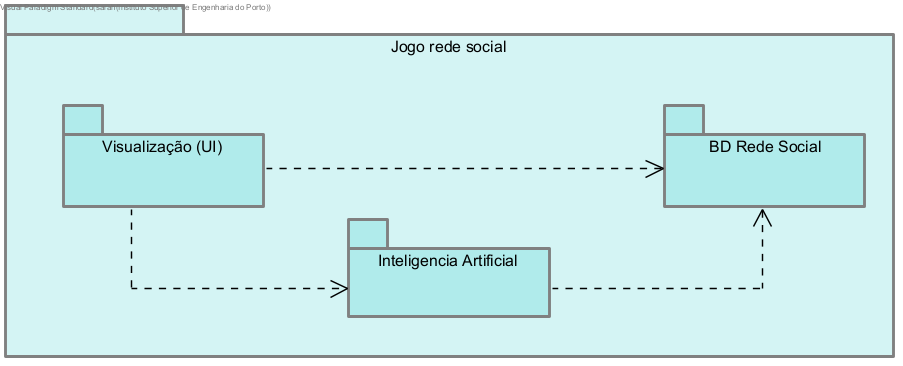 Visual Paradigm Standard(sarah(Instituto Superior de Engenharia do Porto))
Jogo rede social
Visualização (UI)
BD Rede Social
Inteligencia Artificial